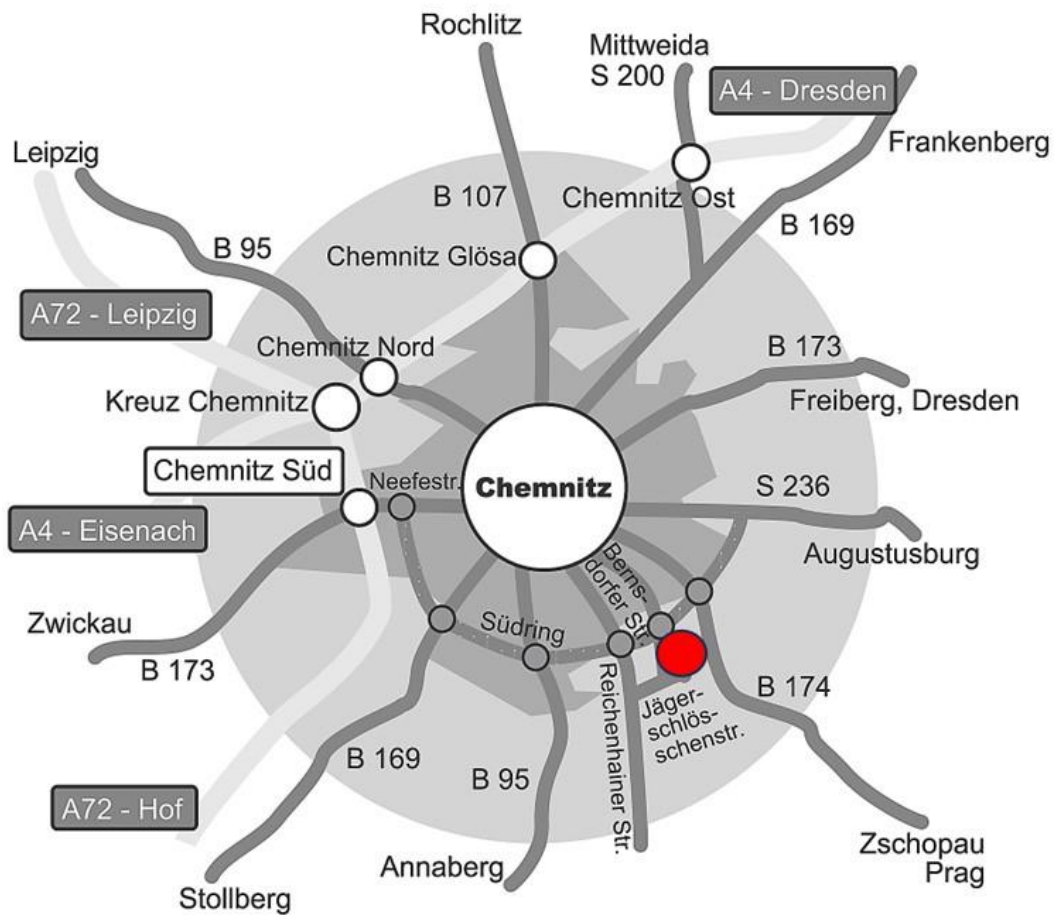 Rochlitz
Mittweida
S 200
A4 - Dresden
Leipzig
Frankenberg
B 107
Chemnitz Ost
B 95
Chemnitz Glösa
B 169
A72 - Leipzig
Chemnitz Nord
B 173
Kreuz Chemnitz
Freiberg, Dresden
Chemnitz Süd
Neefestr.
Chemnitz
S 236
A4 - Eisenach
Augustusburg
Berns-
dorfer Str.
Zwickau
Südring
B 173
Reichenhainer Str.
Jäger-
schlös-
schenstr.
B 174
B 169
B 95
A72 - Hof
Annaberg
Zschopau
Prag
Stollberg